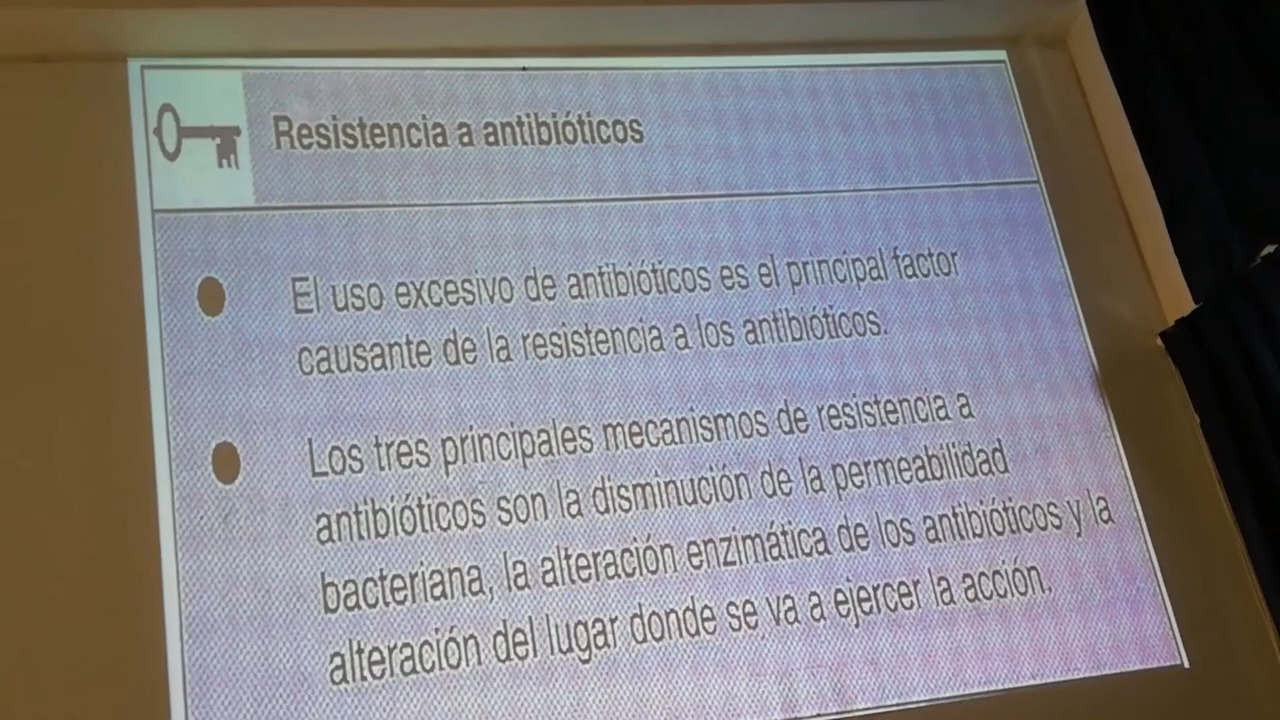 Resistencia a antibióticos
El uso excesivo de antibióticos es el principal factor
causante de la resistencia a los antibióticos.
Los tres principales mecanismos de resistencia a
antibióticos son la disminución de la permeabilidad
bacteriana, la alteración enzimática de los antibióticos y la
alteración del lugar donde se va a ejercer la acción.